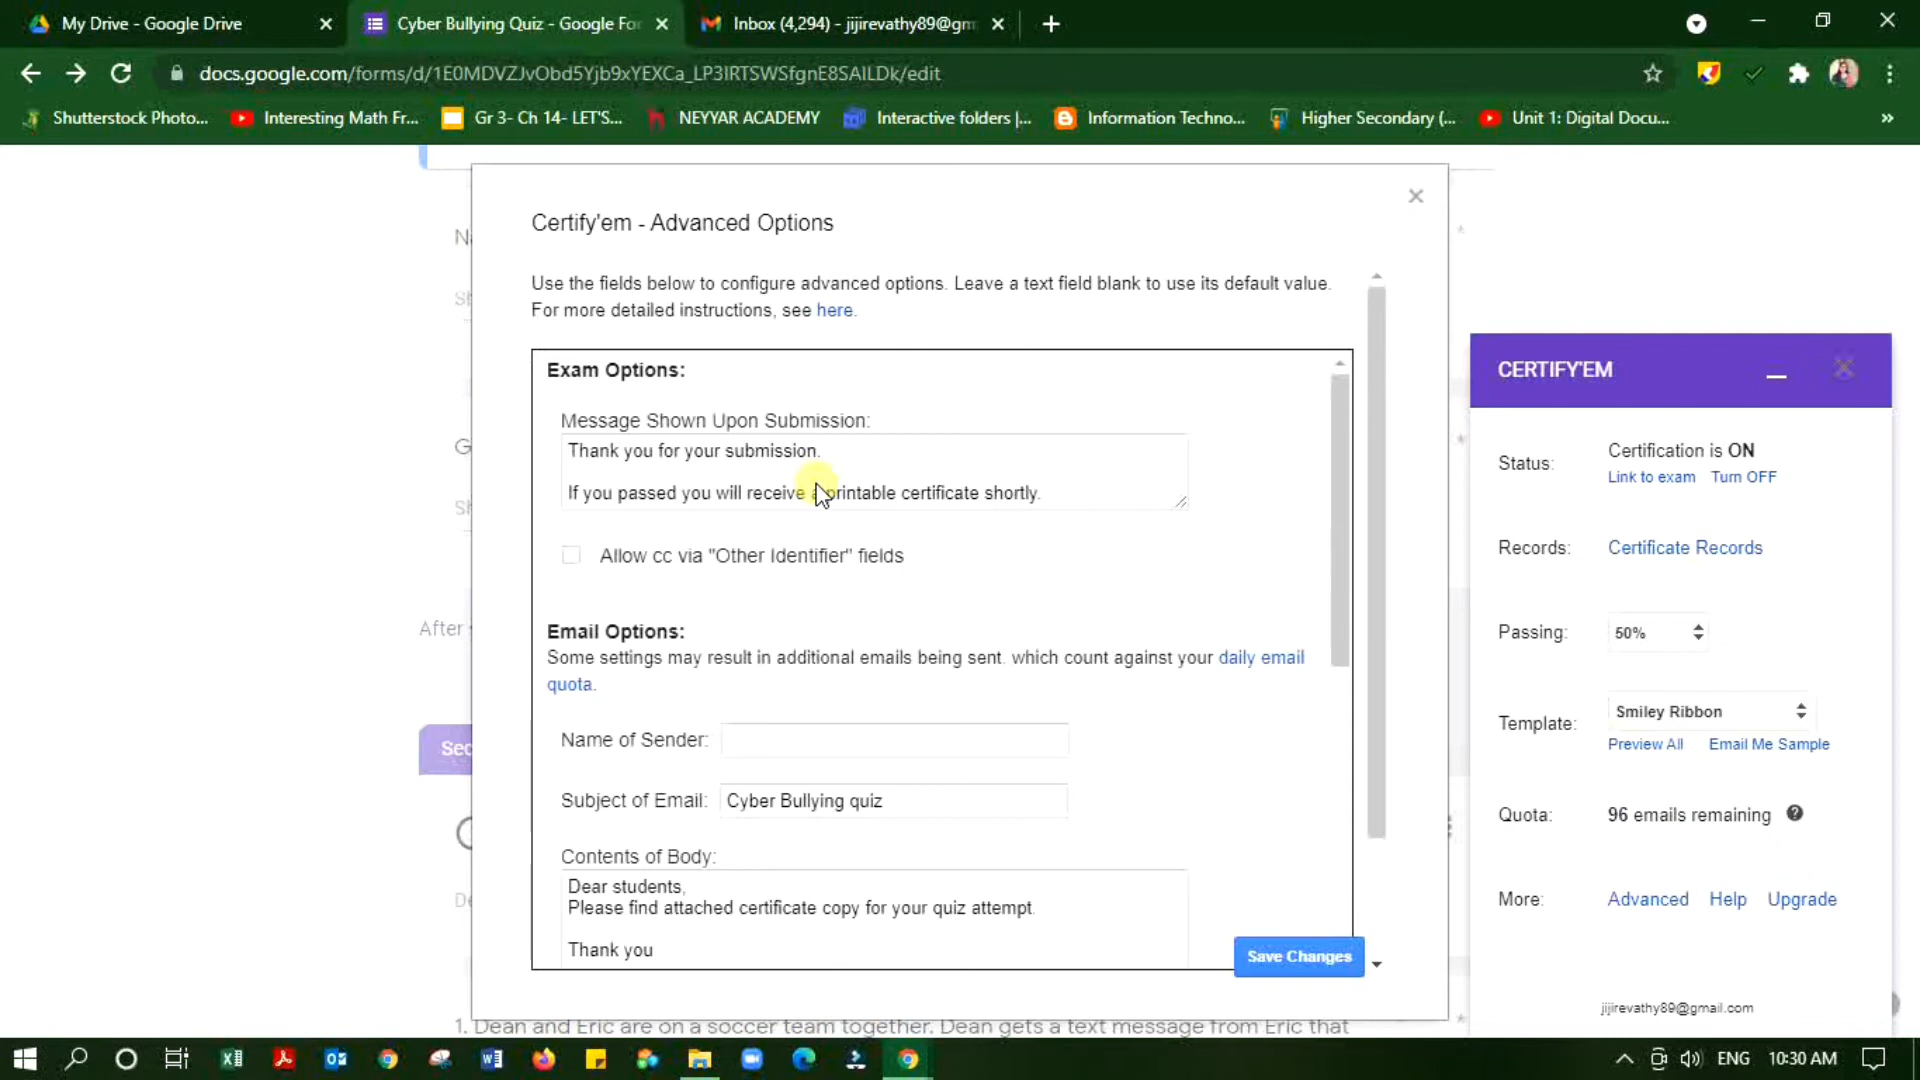 My Drive - Google Drive
Cyber Bullying Quiz - Google For
Inbox (4,294) - jijirevathy89@gm
docs.google.com/forms/d/1E0MDVZJvObd5Yjb9xYEXCa_LP3IRTSWSfgnE8SAILDk/edit
Shutterstock Photo...
Interesting Math Fr...
Gr 3- Ch 14- LET'S...
NEYYAR ACADEMY
Interactive folders |...
Information Techno...
Higher Secondary (...
Unit 1: Digital Docu...
Certify'em - Advanced Options
Use the fields below to configure advanced options. Leave a text field blank to use its default value.
For more detailed instructions, see here.
Exam Options:
Message Shown Upon Submission:
Thank you for your submission.
If you passed you will receive a printable certificate shortly.
Allow cc via "Other Identifier" fields
Email Options:
Some settings may result in additional emails being sent. which count against your daily email
quota.
Name of Sender:
Subject of Email: Cyber Bullying quiz
Contents of Body:
Dear students,
Please find attached certificate copy for your quiz attempt.
Thank you
Save Changes
After
Sec
1. Dean and Eric are on a soccer team together. Dean gets a text message from Eric that
CERTIFY'EM
Status: Certification is ON
Link to exam Turn OFF
Records: Certificate Records
Passing: 50%
Template: Smiley Ribbon
Preview All Email Me Sample
Quota: 96 emails remaining
More: Advanced Help Upgrade
jijirevathy89@gmail.com
ENG 10:30 AM